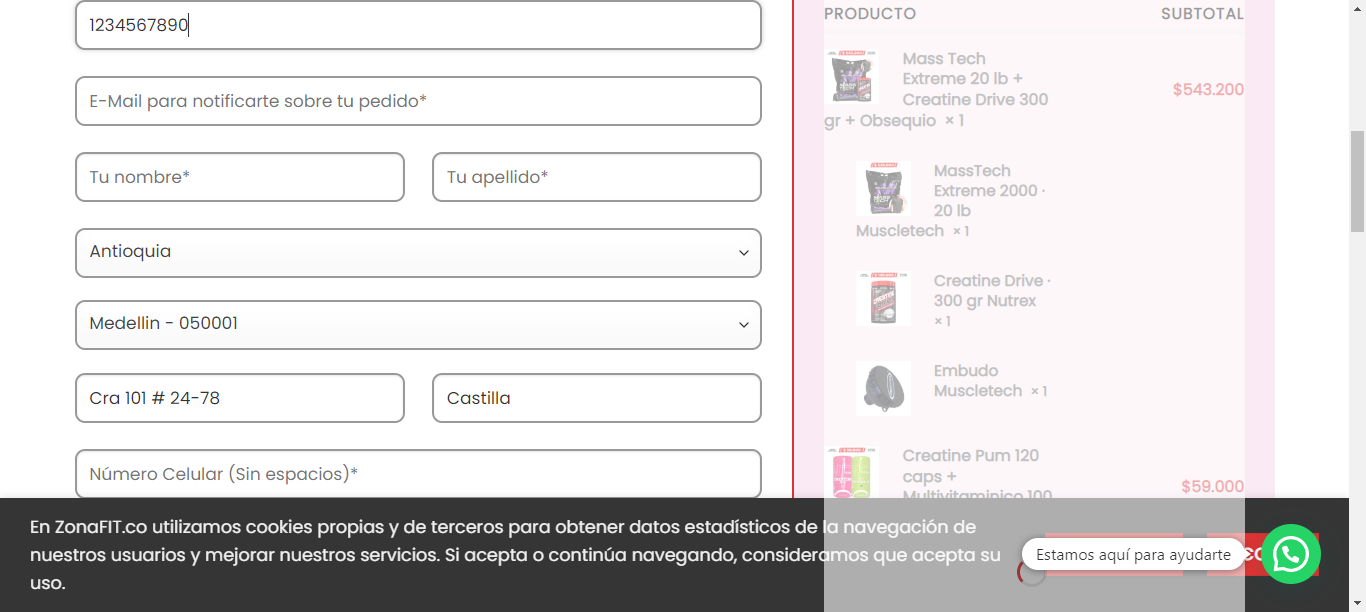 1234567890
E-Mail para notificarte sobre tu pedido*
Tu nombre*
Tu apellido*
Antioquia
Medellin - 050001
Cra 101 # 24-78
Castilla
Número Celular (Sin espacios)*
PRODUCTO
SUBTOTAL
Mass Tech
Extreme 20 lb +
Creatine Drive 300
gr + Obsequio × 1
$543.200
MassTech
Extreme 2000 ·
20 lb
Muscletech × 1
Creatine Drive ·
300 gr Nutrex
× 1
Embudo
Muscletech × 1
Creatine Pum 120
caps +
Multivitaminico 100
$59.000
En ZonaFIT.co utilizamos cookies propias y de terceros para obtener datos estadísticos de la navegación de
nuestros usuarios y mejorar nuestros servicios. Si acepta o continúa navegando, consideramos que acepta su
uso.
Estamos aquí para ayudarte